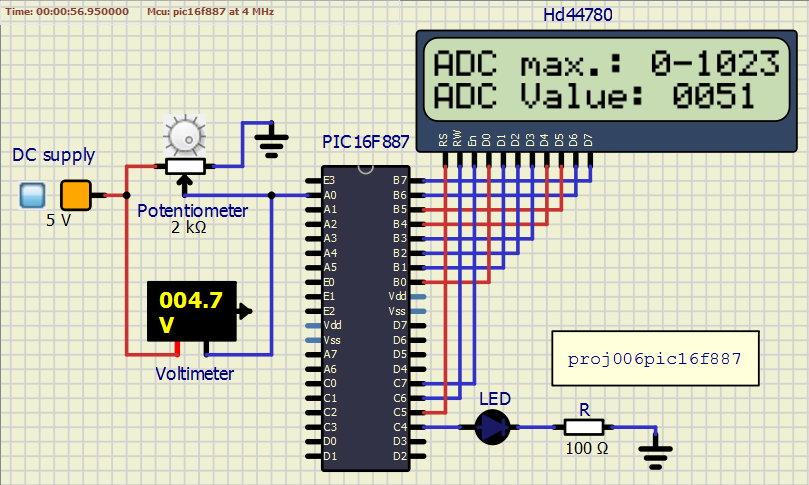 Time: 00:00:56.950000 Mcu: pic16f887 at 4 MHz
Hd44780
ADC max.: 0-1023
ADC Value: 0051
RS RW En D0 D1 D2 D3 D4 D5 D6 D7
DC supply
5 V
Potentiometer
2 kΩ
004.7
V
Voltimeter
PIC16F887
E3 B7
A0 B6
A1 B5
A2 B4
A3 B3
A4 B2
A5 B1
E0 B0
E1 Vdd
E2 Vss
Vdd D7
Vss D6
A7 D5
A6 D4
C0 C7
C1 C6
C2 C5
C3 C4
D0 D3
D1 D2
proj006pic16f887
LED
R
100 Ω